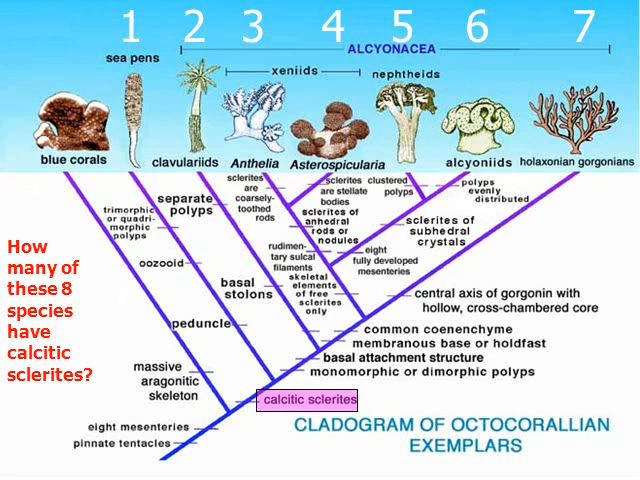 1 2 3 4 5 6 7
ALCYONACEA
sea pens
xeniids
nephtheids
blue corals
clavulariids
Anthelia
Asterospicularia
alcyoniids
holaxonian gorgonians
sclerites
are
coarsely-
toothed
rods
sclerites
are stellate
bodies
clustered
polyps
polyps
evenly
distributed
separate
polyps
trimorphic
or quadri-
morphic
polyps
sclerites of
anhedral
rods or
nodules
sclerites of
subhedral
crystals
rudimen-
tary sulcal
filaments
eight
fully developed
mesenteries
oozooid
basal
stolons
skeletal
elements
of free
sclerites
only
central axis of gorgonin with
hollow, cross-chambered core
How
many of
these 8
species
have
calcitic
sclerites?
peduncle
common coenenchyme
membranous base or holdfast
basal attachment structure
monomorphic or dimorphic polyps
massive
aragonitic
skeleton
calcitic sclerites
eight mesenteries
pinnate tentacles
CLADOGRAM OF OCTOCORALLIAN
EXEMPLARS